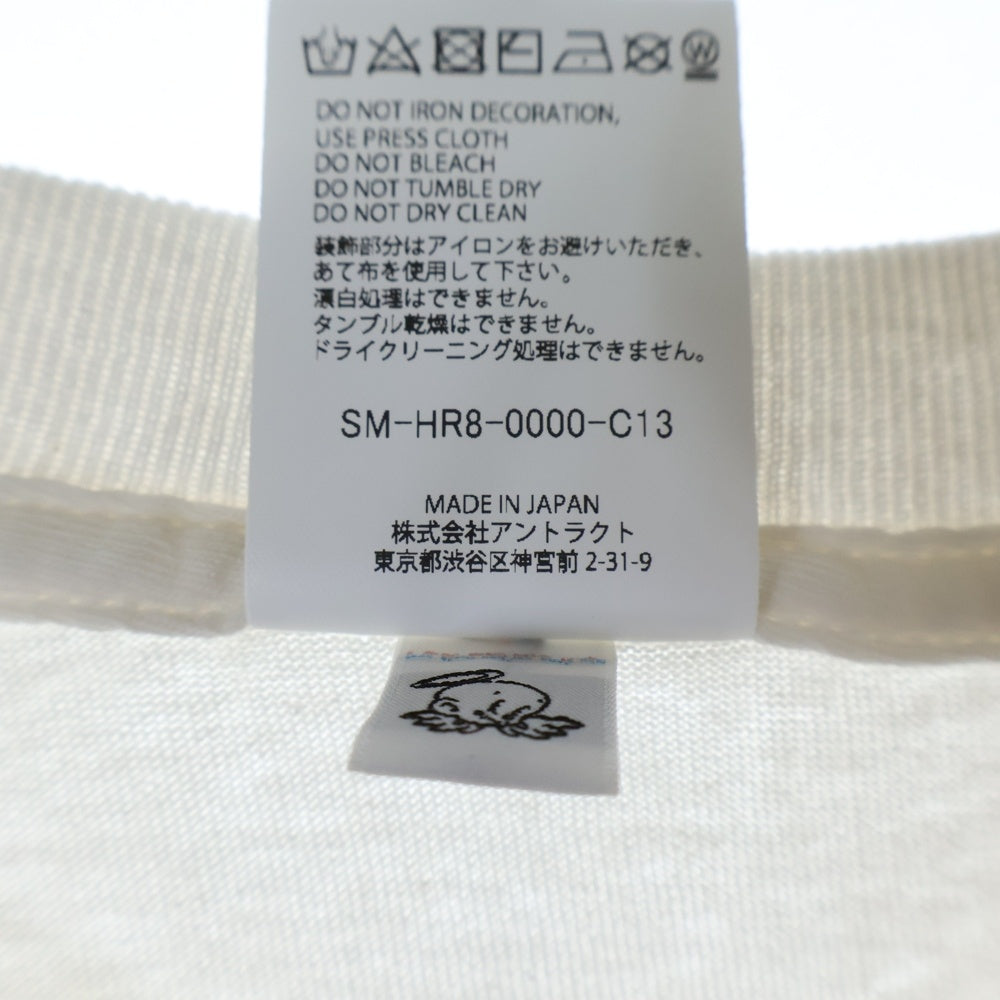 DO NOT IRON DECORATION,
USE PRESS CLOTH
DO NOT BLEACH
DO NOT TUMBLE DRY
DO NOT DRY CLEAN
装飾部分はアイロンをお避けいただき、
あて布を使用して下さい。
漂白処理はできません。
タンブル乾燥はできません。
ドライクリーニング処理はできません。
SM-HR8-0000-C13
MADE IN JAPAN
株式会社アントラクト
東京都渋谷区神宮前 2-31-9